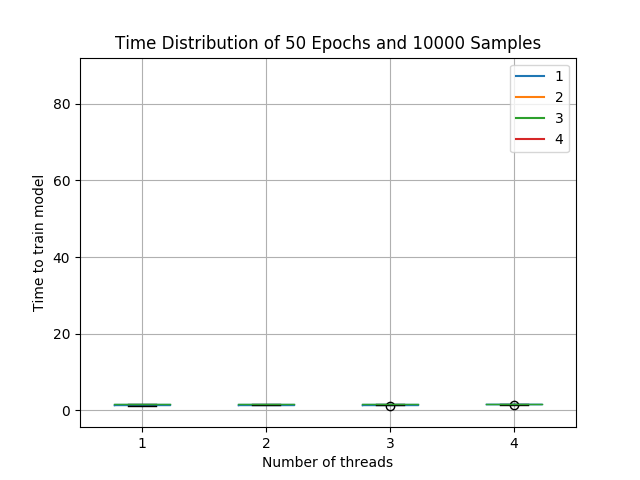 Time Distribution of 50 Epochs and 10000 Samples
1
2
3
4
80
60
40
20
0
Time to train model
1 2 3 4
Number of threads